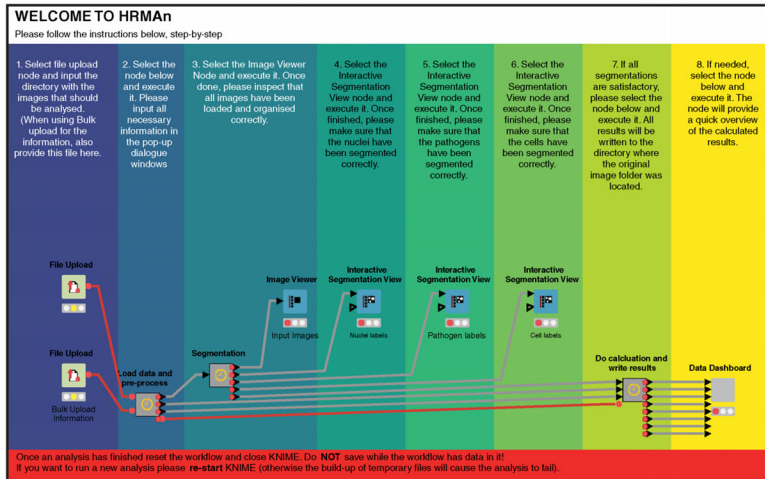 WELCOME TO HRMAn
Please follow the instructions below, step-by-step
1. Select file upload
node and input the
directory with the
images that should
be analysed.
(When using Bulk
upload for the
information, also
provide this file here.
2. Select the
node below
and execute
it. Please
input all
necessary
information in
the pop-up
dialogue
windows
3. Select the Image Viewer
Node and execute it. Once
done, please inspect that
all images have been
loaded and organised
correctly.
4. Select the
Interactive
Segmentation
View node and
execute it. Once
finished, please
make sure that
the nuclei have
been segmented
correctly.
5. Select the
Interactive
Segmentation
View node and
execute it. Once
finished, please
make sure that
the pathogens
have been
segmented
correctly.
6. Select the
Interactive
Segmentation
View node and
execute it. Once
finished, please
make sure that
the cells have
been segmented
correctly.
7. If all
segmentations
are satisfactory,
please select the
node below and
execute it. All
results will be
written to the
directory where
the original
image folder was
located.
8. If needed,
select the node
below and
execute it. The
node will provide
a quick overview
of the calculated
results.
File Upload
Image Viewer
Input Images
Interactive
Segmentation View
Nuclei labels
Interactive
Segmentation View
Pathogen labels
Interactive
Segmentation View
Cell labels
File Upload
Bulk Upload
Information
Load data and
pre-process
Segmentation
Do calcluation and
write results
Data Dashboard
Once an analysis has finished reset the workflow and close KNIME. Do NOT save while the workflow has data in it!
If you want to run a new analysis please re-start KNIME (otherwise the build-up of temporary files will cause the analysis to fail).